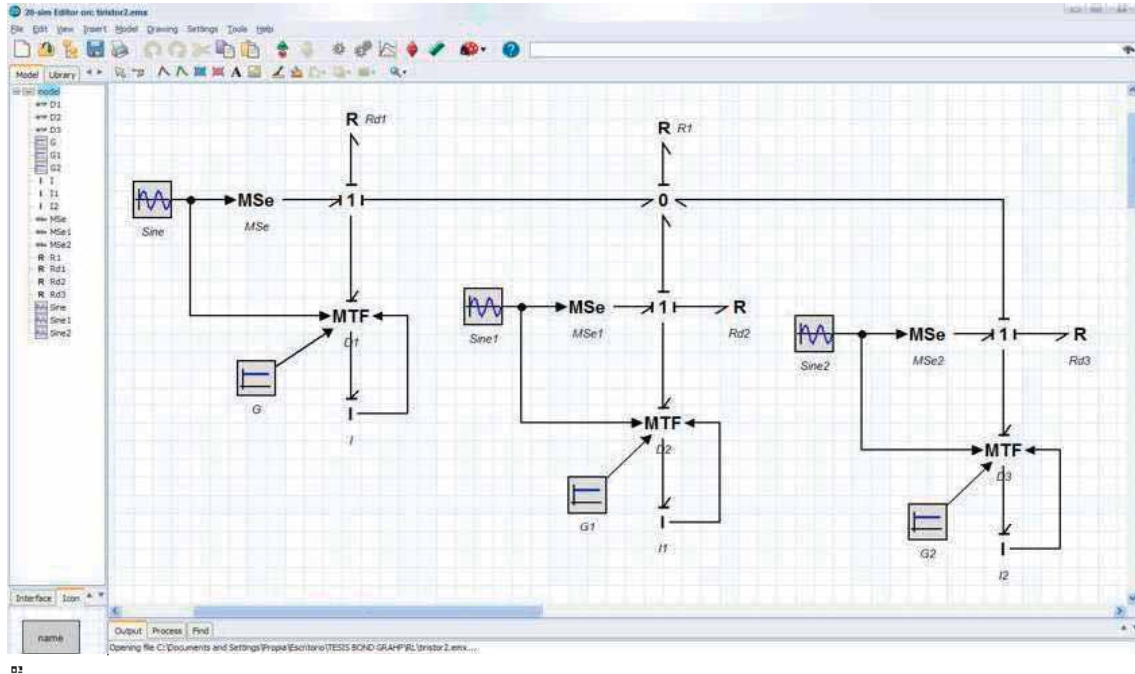 20-sim Editor on: tiristor2.emx
File Edit View Insert Model Drawing Settings Tools Help
Model Library
model
D1
D2
D3
G
G1
G2
I
I1
I2
MSe
MSe1
MSe2
R R1
R Rd1
R Rd2
R Rd3
Sine
Sine1
Sine2
Interface Icon
name
R Rd1
R R1
MSe 1 0
Sine MSe
MTF
D1
G
I
I
MSe 1 R
Sine1 MSe1 Rd2
MTF
D2
G1
I
I1
MSe 1 R
Sine2 MSe2 Rd3
MTF
D3
G2
I
I2
Output Process Find
Opening file C:\Documents and Settings\Propia\Escritorio\TESIS BOND GRAHP\RL\tiristor2.emx...